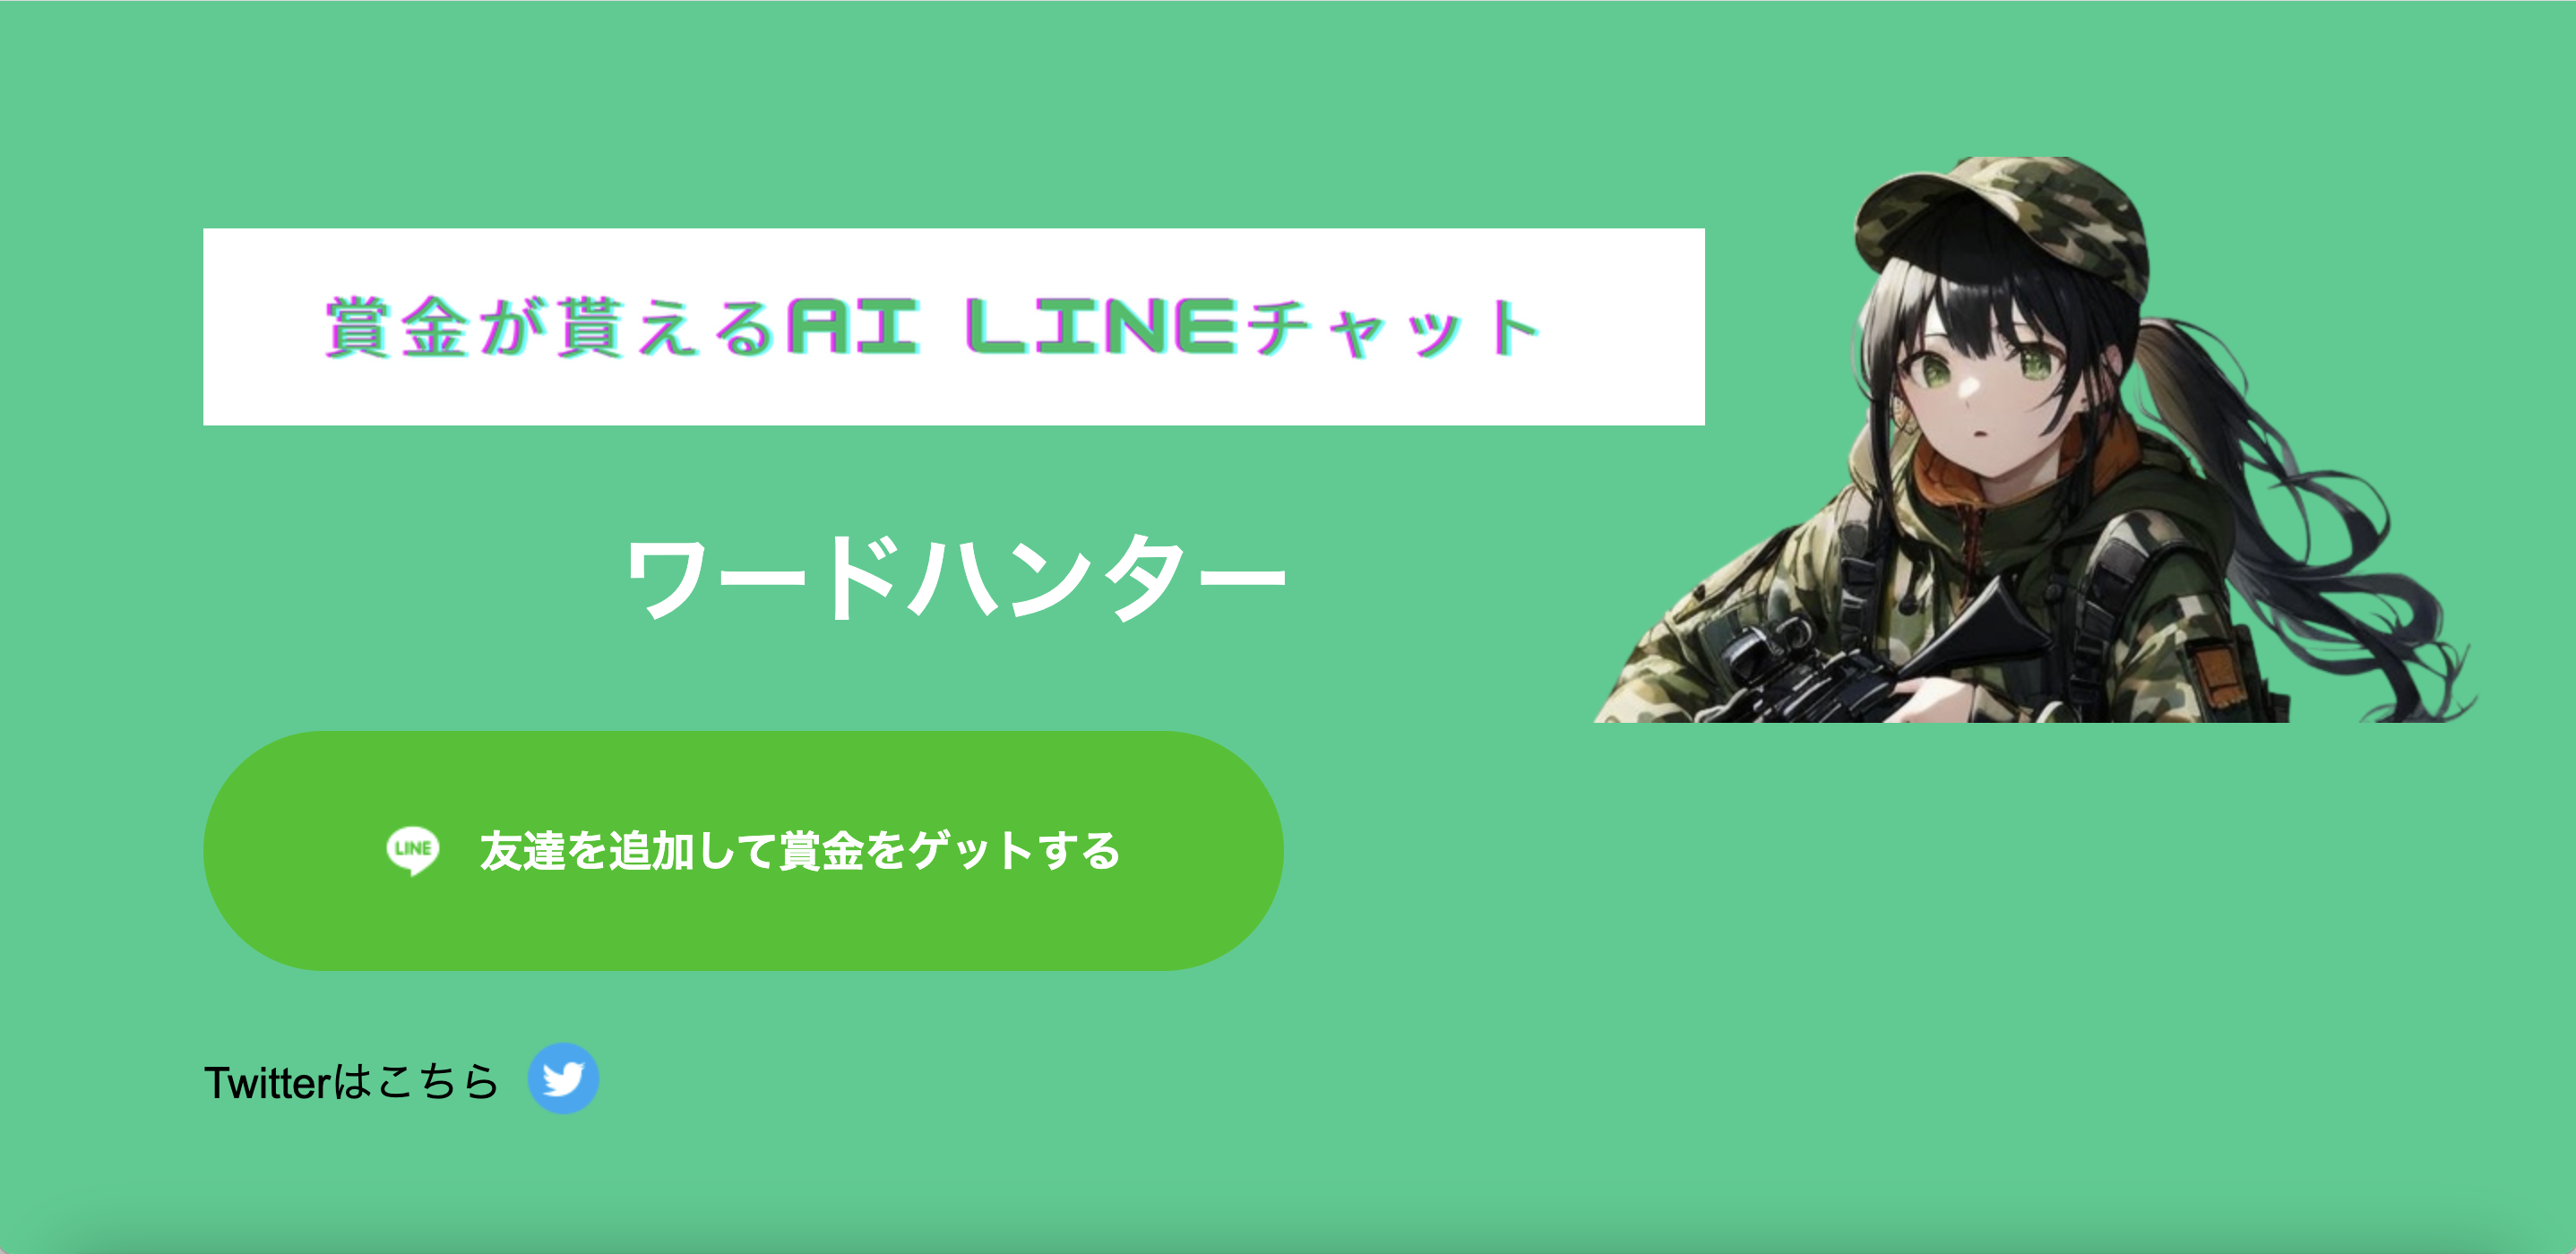 賞金が貰えるAI LINEチャット
ワードハンター
LINE 友達を追加して賞金をゲットする
Twitterはこちら